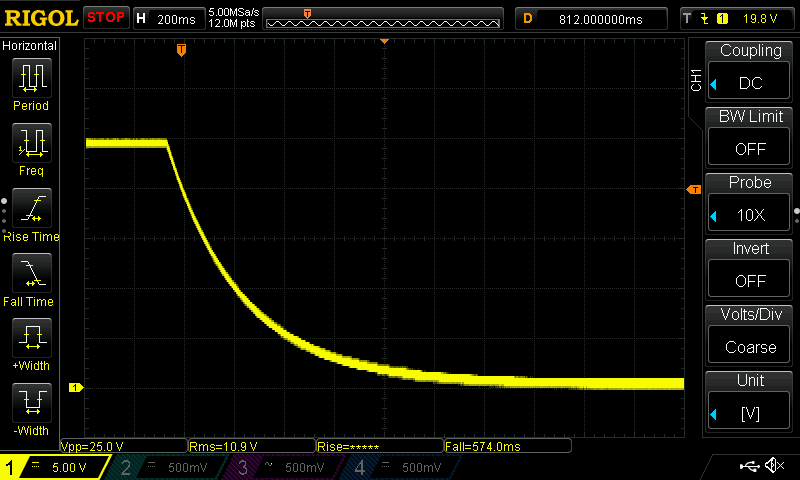 RIGOL STOP H 200ms 5.00MSa/s 12.0M pts T D 812.000000ms T 1 19.8 V
Horizontal
Period
Freq
Rise Time
Fall Time
+Width
-Width
T
T
1
CH1
Coupling
DC
BW Limit
OFF
Probe
10X
Invert
OFF
Volts/Div
Coarse
Unit
[V]
Vpp=25.0 V Rms=10.9 V Rise=***** Fall=574.0ms
1 5.00 V 2 500mV 3 ~ 500mV 4 500mV